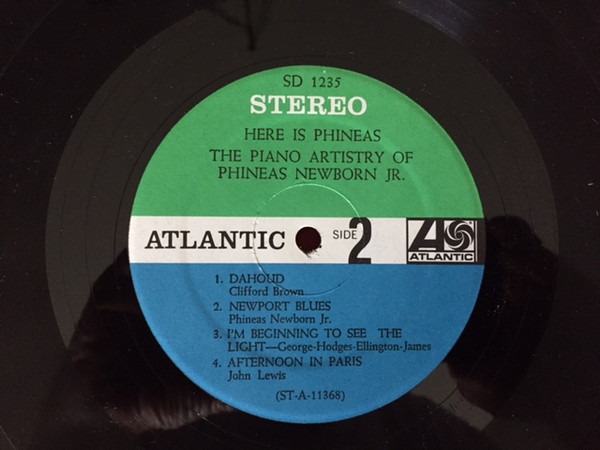 SD 1235
STEREO
HERE IS PHINEAS
THE PIANO ARTISTRY OF
PHINEAS NEWBORN JR.
ATLANTIC SIDE 2
ATLANTIC
1. DAHOUD
Clifford Brown
2. NEWPORT BLUES
Phineas Newborn Jr.
3. I'M BEGINNING TO SEE THE
LIGHT—George-Hodges-Ellington-James
4. AFTERNOON IN PARIS
John Lewis
(ST-A-11368)